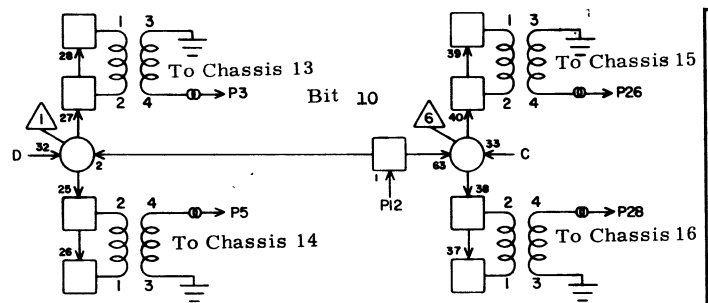 1 3 1 3
28 39
To Chassis 13 To Chassis 15
2 4 P3 Bit 10 2 4 P26
27 40
1 6
D 32 2 1 63 33 C
P12
25 38
2 4 P5 2 4 P28
To Chassis 14 To Chassis 16
26 37
1 3 1 3